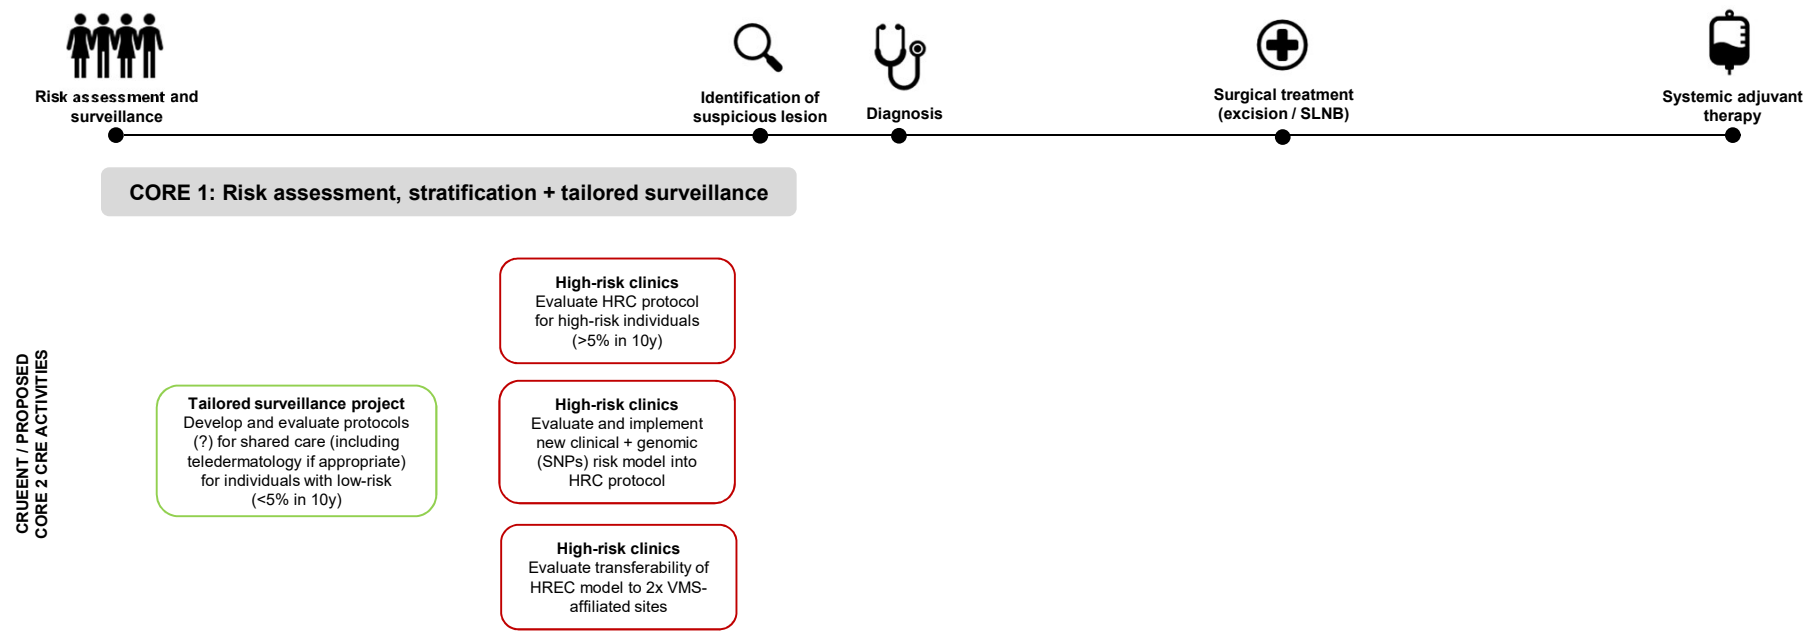 Risk assessment and
surveillance
Identification of
suspicious lesion
Diagnosis
Surgical treatment
(excision / SLNB)
Systemic adjuvant
therapy
CORE 1: Risk assessment, stratification + tailored surveillance
CRUEENT / PROPOSED
CORE 2 CRE ACTIVITIES
Tailored surveillance project
Develop and evaluate protocols
(?) for shared care (including
teledermatology if appropriate)
for individuals with low-risk
(<5% in 10y)
High-risk clinics
Evaluate HRC protocol
for high-risk individuals
(>5% in 10y)
High-risk clinics
Evaluate and implement
new clinical + genomic
(SNPs) risk model into
HRC protocol
High-risk clinics
Evaluate transferability of
HREC model to 2x VMS-
affiliated sites